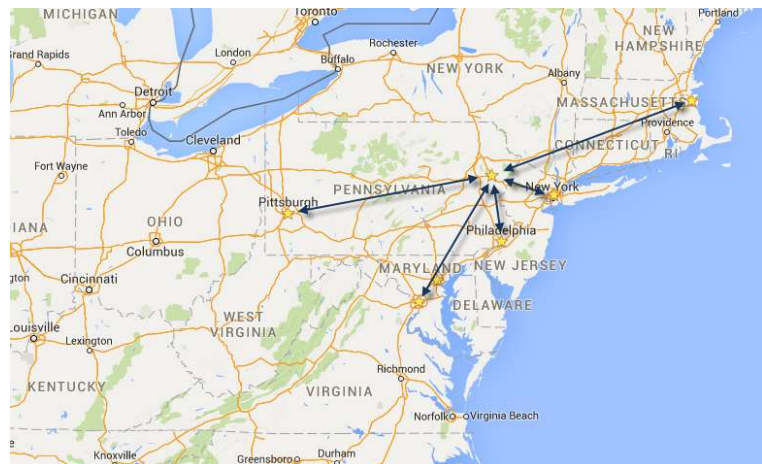 MICHIGAN
Toronto
Portland
Grand Rapids
London
Buffalo
Rochester
NEW YORK
NEW
HAMPSHIRE
Detroit
Ann Arbor
Albany
MASSACHUSETTS
Toledo
Cleveland
Providence
CONNECTICUT
RI
Fort Wayne
Pittsburgh
PENNSYLVANIA
New York
OHIO
Columbus
Philadelphia
MARYLAND
NEW JERSEY
Cincinnati
DELAWARE
WEST
VIRGINIA
Louisville
Lexington
Richmond
KENTUCKY
VIRGINIA
Norfolk
Virginia Beach
Knoxville
Greensboro
Durham